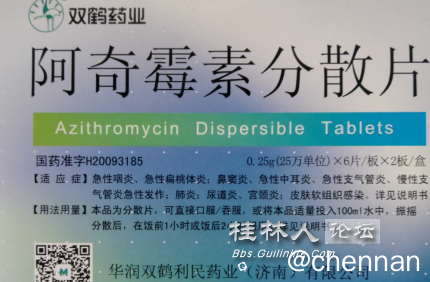 双鹤药业
阿奇霉素分散片
Azithromycin Dispersible Tablets
国药准字H20093185
0.25g(25万单位)×6片/板×2板/盒
【适应症】急性咽炎、急性扁桃体炎；鼻窦炎、急性中耳炎、急性支气管炎、慢性支
气管炎急性发作；肺炎；尿道炎、宫颈炎；皮肤软组织感染。详见说明书
【用法用量】本品为分散片，可直接口服/吞服，或将本品适量投入100ml水中，振摇
分散后，在饭前1小时或饭后2
桂林人论坛
Bbs.Guilin
华润双鹤利民药业（济南）有限公司
@chennan